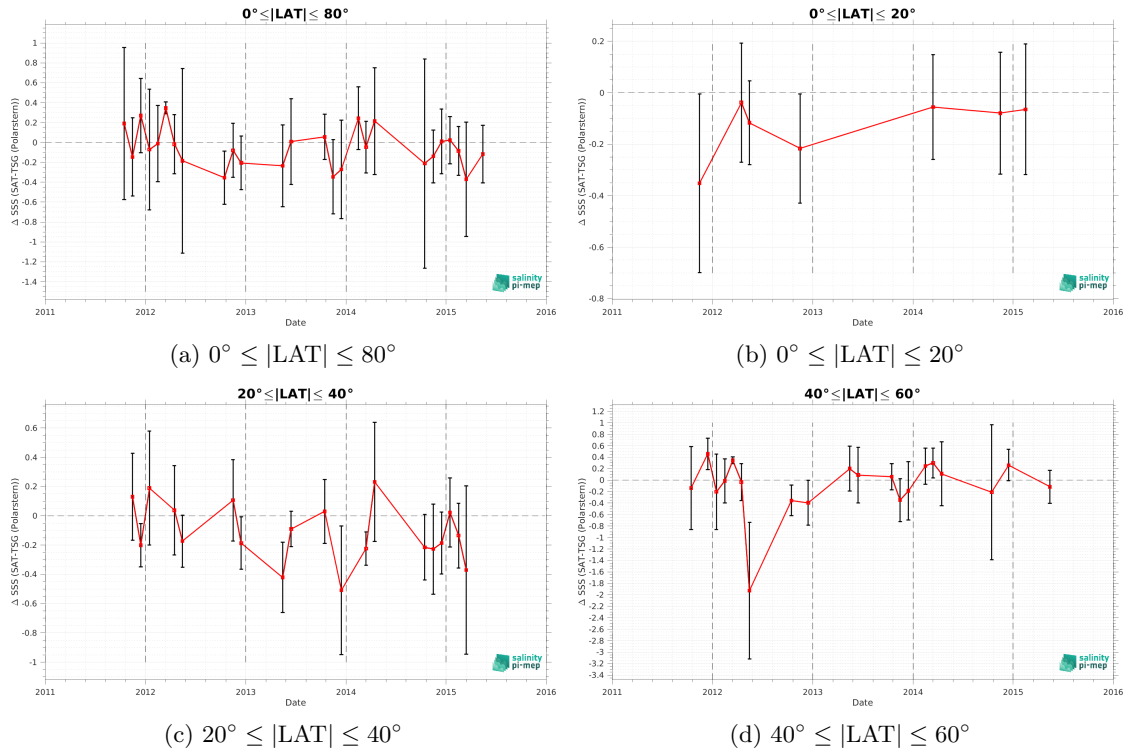 0°≤|LAT|≤ 80°
Δ SSS (SAT-TSG (Polarstern))
1
0.8
0.6
0.4
0.2
0
-0.2
-0.4
-0.6
-0.8
-1
-1.2
-1.4
salinity
pi-mep
2011 2012 2013 2014 2015 2016
Date
(a) 0° ≤ |LAT| ≤ 80°
0°≤|LAT|≤ 20°
Δ SSS (SAT-TSG (Polarstern))
0.2
0
-0.2
-0.4
-0.6
-0.8
salinity
pi-mep
2011 2012 2013 2014 2015 2016
Date
(b) 0° ≤ |LAT| ≤ 20°
20°≤|LAT|≤ 40°
Δ SSS (SAT-TSG (Polarstern))
0.6
0.4
0.2
0
-0.2
-0.4
-0.6
-0.8
-1
salinity
pi-mep
2011 2012 2013 2014 2015 2016
Date
(c) 20° ≤ |LAT| ≤ 40°
40°≤|LAT|≤ 60°
Δ SSS (SAT-TSG (Polarstern))
1.2
1
0.8
0.6
0.4
0.2
0
-0.2
-0.4
-0.6
-0.8
-1
-1.2
-1.4
-1.6
-1.8
-2
-2.2
-2.4
-2.6
-2.8
-3
-3.2
-3.4
salinity
pi-mep
2011 2012 2013 2014 2015 2016
Date
(d) 40° ≤ |LAT| ≤ 60°